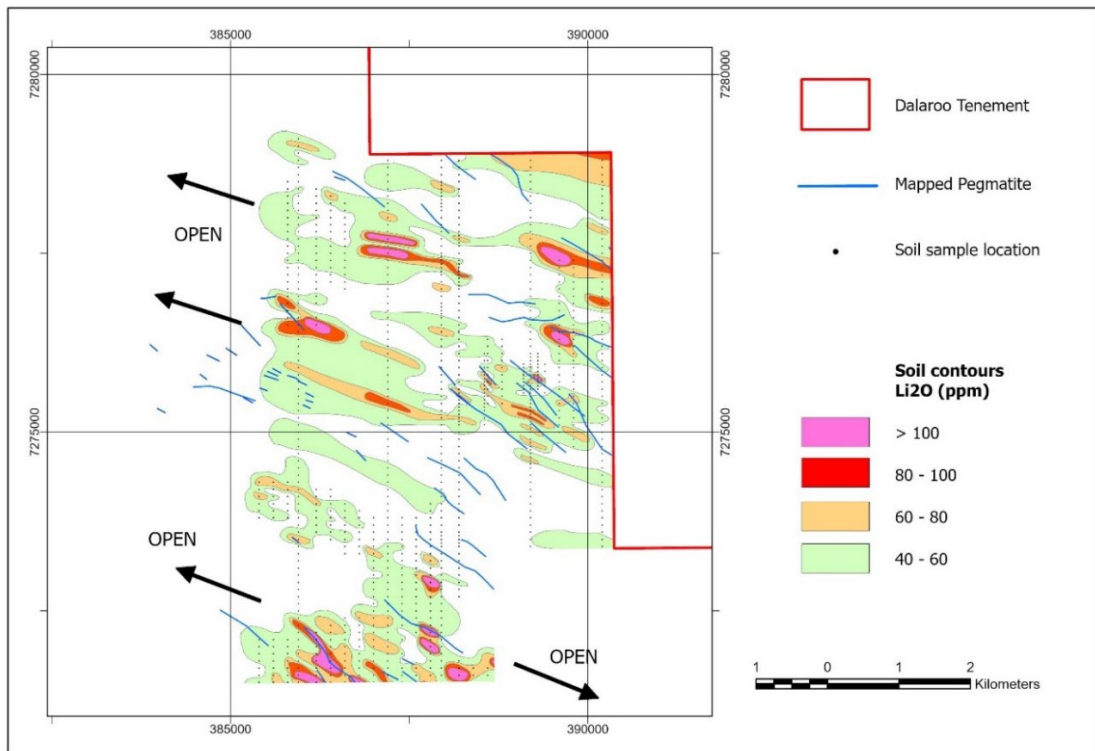 385000
390000
7280000
7280000
OPEN
OPEN
7275000
7275000
OPEN
385000
390000
Dalaroo Tenement
Mapped Pegmatite
Soil sample location
Soil contours
Li2O (ppm)
> 100
80 - 100
60 - 80
40 - 60
1
0
1
2
Kilometers